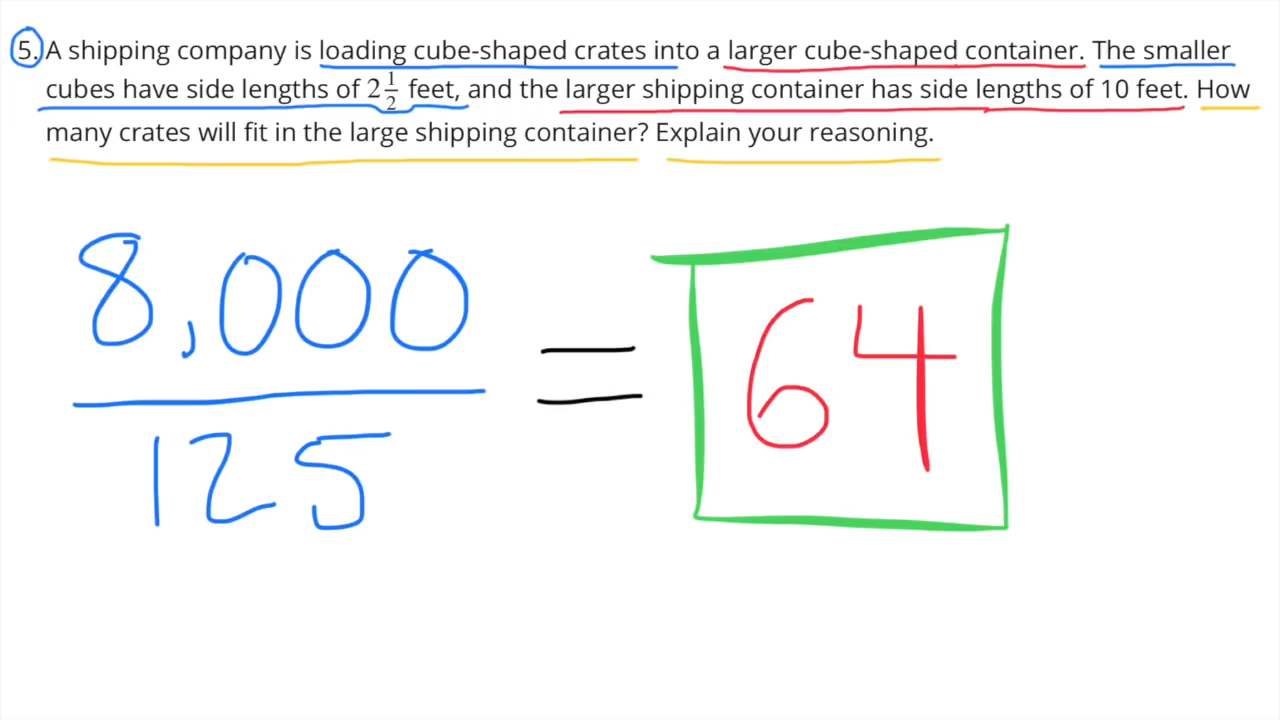 5. A shipping company is loading cube-shaped crates into a larger cube-shaped container. The smaller
cubes have side lengths of 2 1/2 feet, and the larger shipping container has side lengths of 10 feet. How
many crates will fit in the large shipping container? Explain your reasoning.
8,000
=
64
125